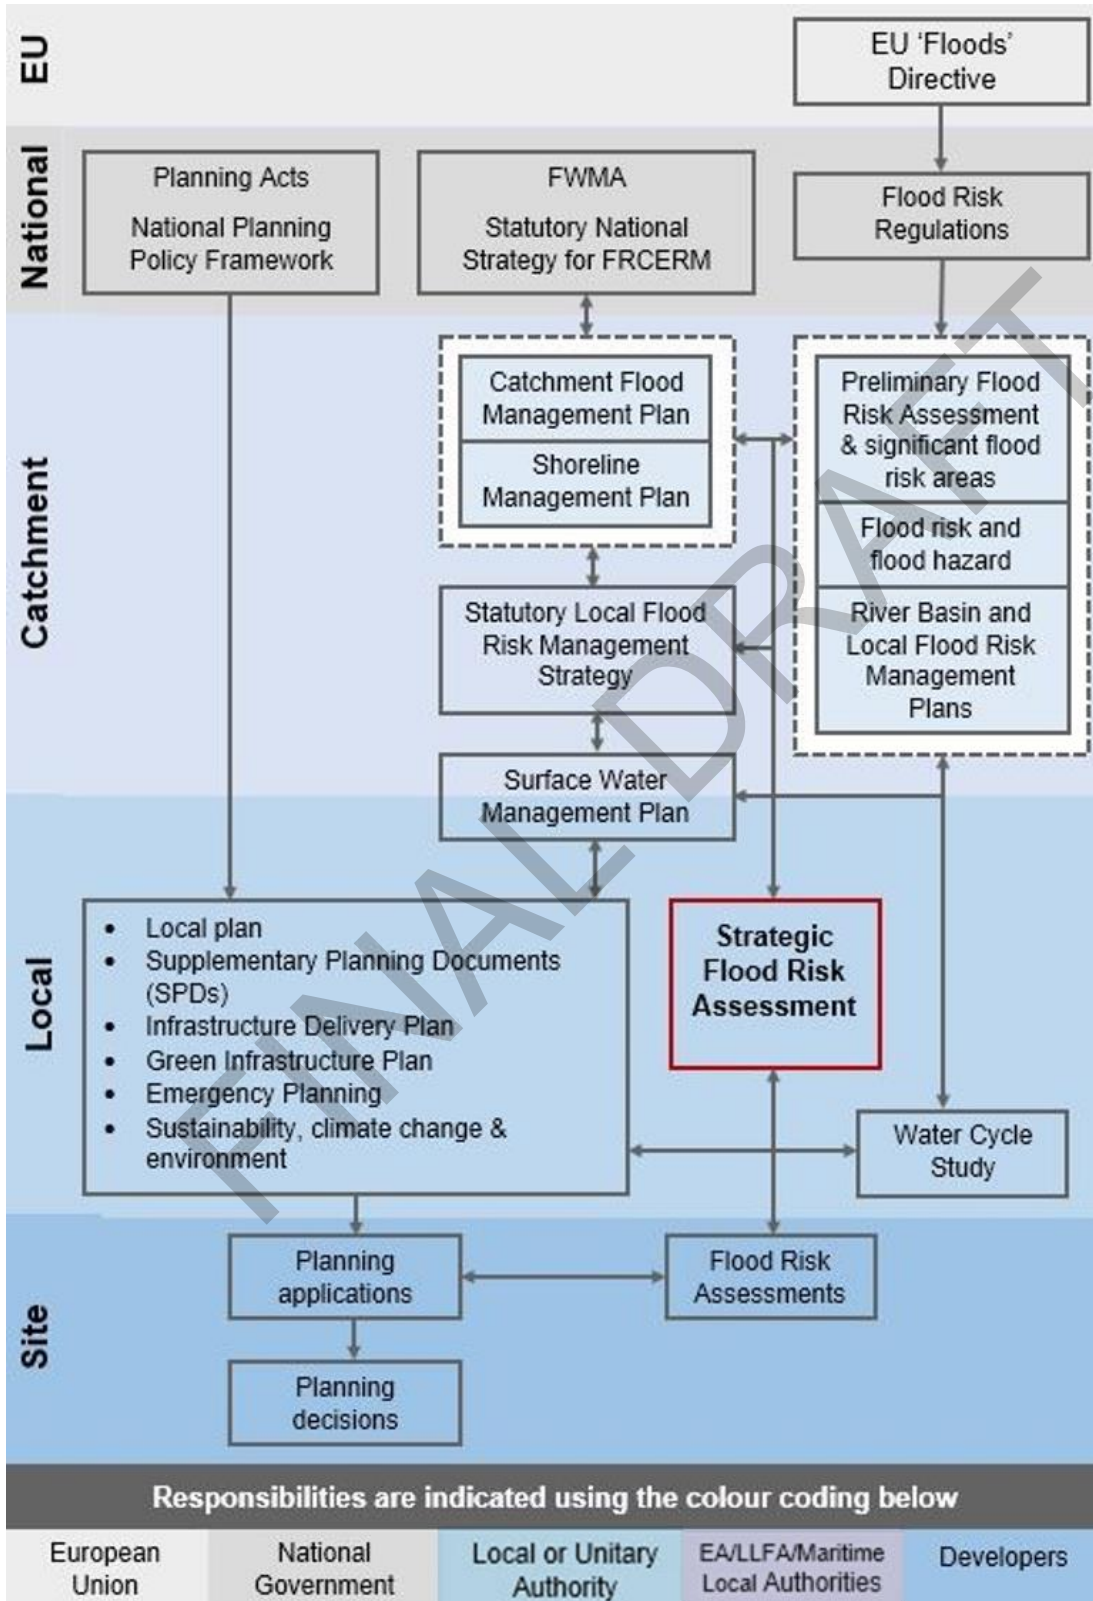 EU
EU ‘Floods’
Directive
National
Planning Acts
National Planning
Policy Framework
FWMA
Statutory National
Strategy for FRCERM
Flood Risk
Regulations
Catchment
Catchment Flood
Management Plan
Shoreline
Management Plan
Preliminary Flood
Risk Assessment
& significant flood
risk areas
Flood risk and
flood hazard
River Basin and
Local Flood Risk
Management
Plans
Statutory Local Flood
Risk Management
Strategy
Surface Water
Management Plan
Local
• Local plan
• Supplementary Planning Documents
(SPDs)
• Infrastructure Delivery Plan
• Green Infrastructure Plan
• Emergency Planning
• Sustainability, climate change &
environment
Strategic
Flood Risk
Assessment
Water Cycle
Study
Site
Planning
applications
Flood Risk
Assessments
Planning
decisions
Responsibilities are indicated using the colour coding below
European
Union
National
Government
Local or Unitary
Authority
EA/LLFA/Maritime
Local Authorities
Developers
FINAL DRAFT